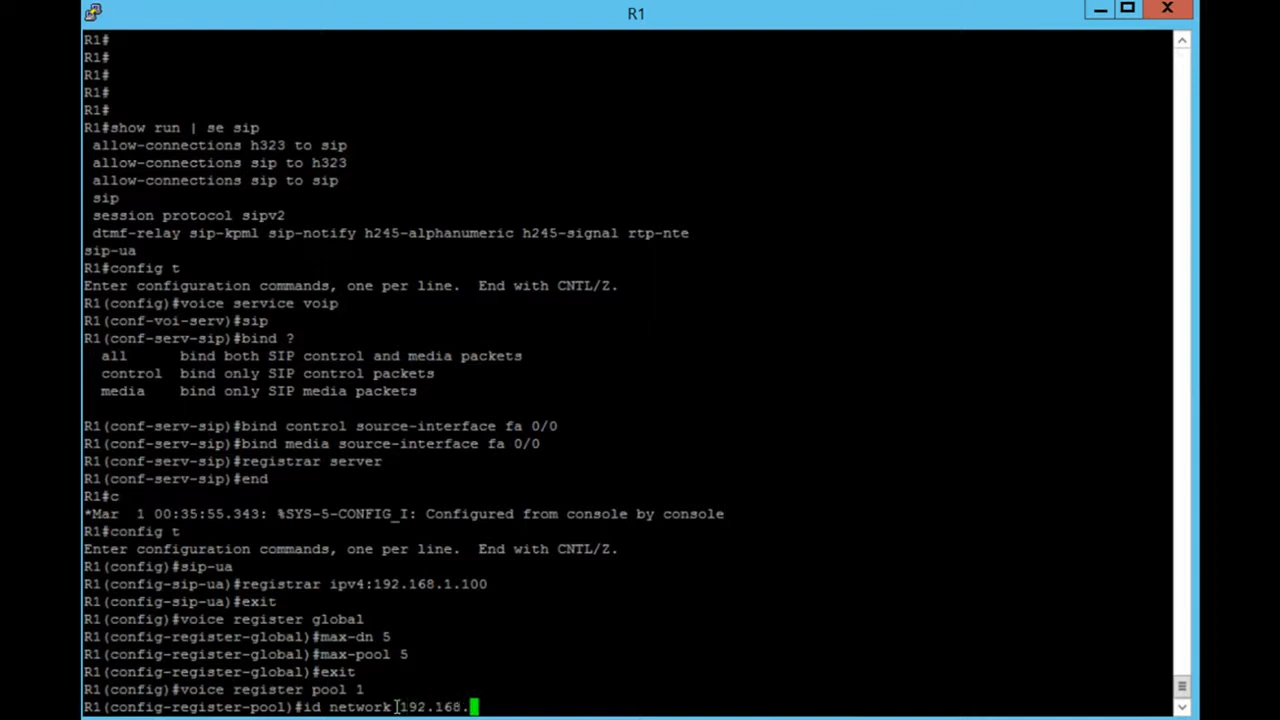 R1
R1#
R1#
R1#
R1#
R1#
R1#show run | se sip
allow-connections h323 to sip
allow-connections sip to h323
allow-connections sip to sip
sip
session protocol sipv2
dtmf-relay sip-kpml sip-notify h245-alphanumeric h245-signal rtp-nte
sip-ua
R1#config t
Enter configuration commands, one per line.  End with CNTL/Z.
R1(config)#voice service voip
R1(conf-voi-serv)#sip
R1(conf-serv-sip)#bind ?
all      bind both SIP control and media packets
control  bind only SIP control packets
media    bind only SIP media packets
R1(conf-serv-sip)#bind control source-interface fa 0/0
R1(conf-serv-sip)#bind media source-interface fa 0/0
R1(conf-serv-sip)#registrar server
R1(conf-serv-sip)#end
R1#c
*Mar  1 00:35:55.343: %SYS-5-CONFIG_I: Configured from console by console
R1#config t
Enter configuration commands, one per line.  End with CNTL/Z.
R1(config)#sip-ua
R1(config-sip-ua)#registrar ipv4:192.168.1.100
R1(config-sip-ua)#exit
R1(config)#voice register global
R1(config-register-global)#max-dn 5
R1(config-register-global)#max-pool 5
R1(config-register-global)#exit
R1(config)#voice register pool 1
R1(config-register-pool)#id network 192.168.